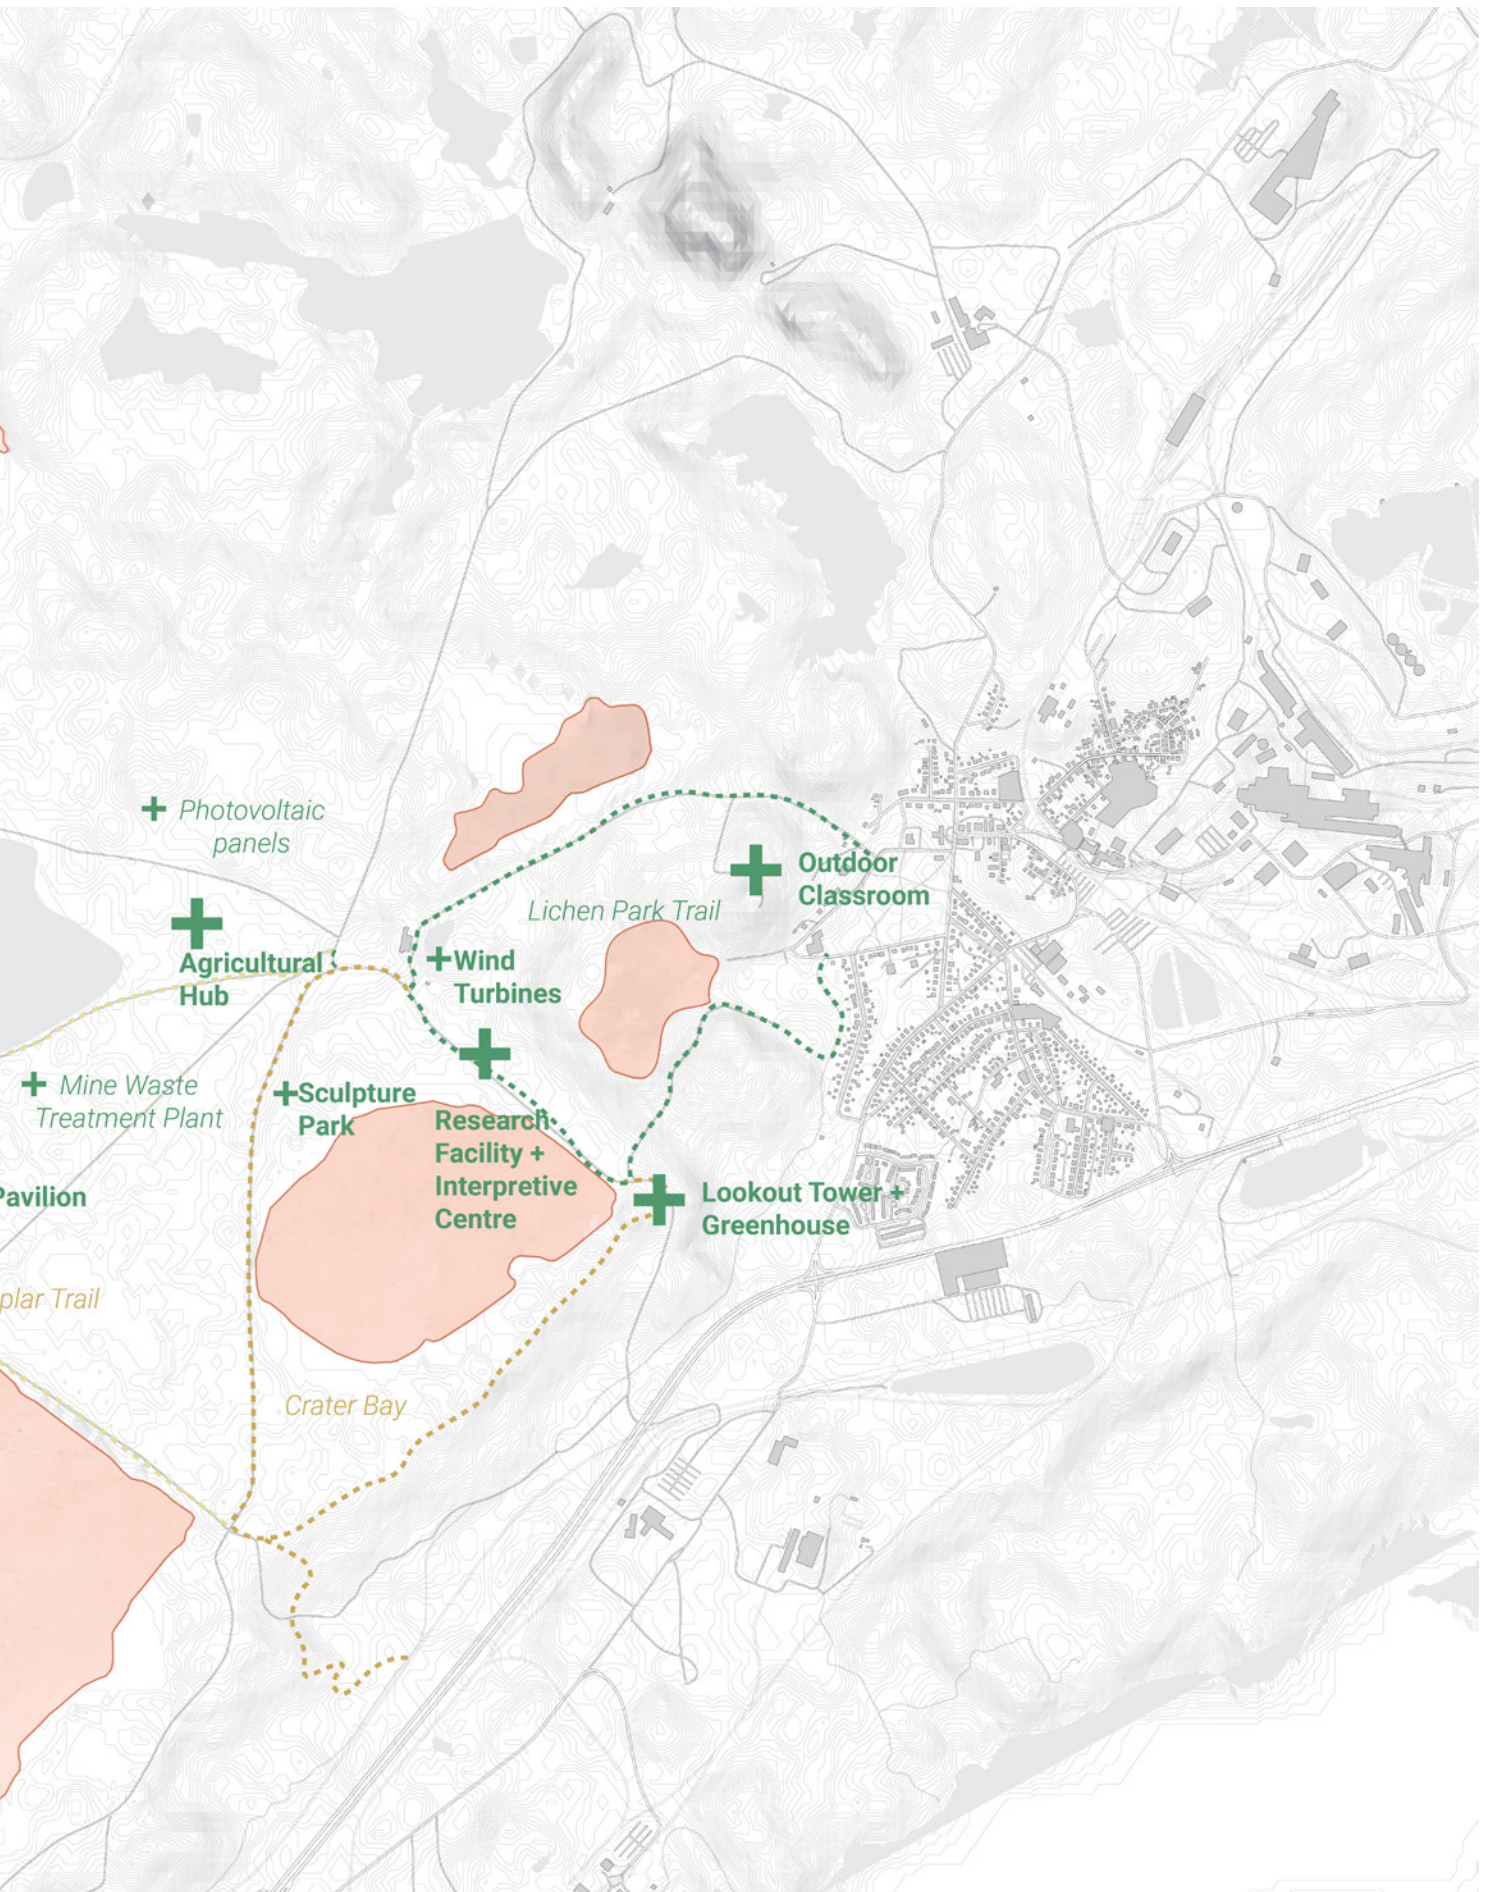 Photovoltaic
panels
Outdoor
Classroom
Lichen Park Trail
Agricultural
Hub
Wind
Turbines
Mine Waste
Treatment Plant
Sculpture
Park
Research
Facility +
Interpretive
Centre
Pavilion
Lookout Tower +
Greenhouse
plar Trail
Crater Bay